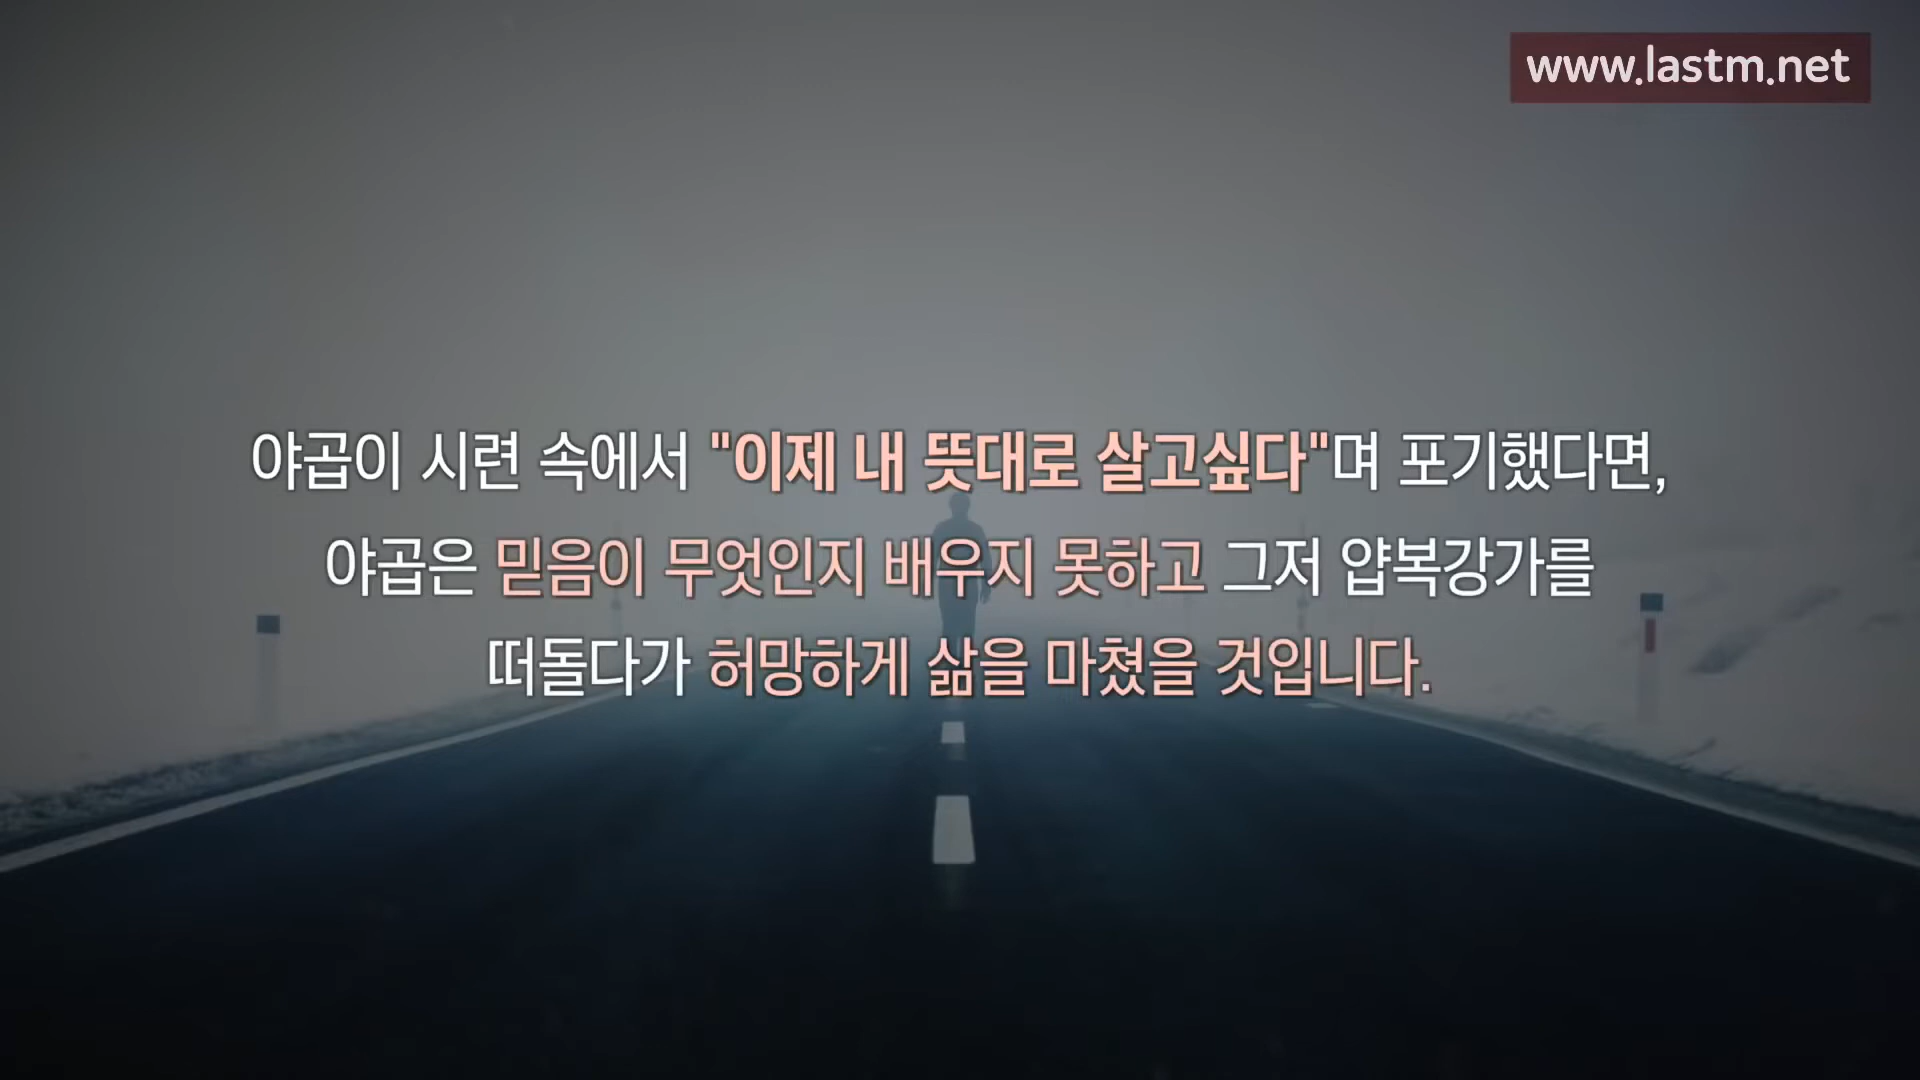 www.lastm.net
야곱이 시련 속에서 "이제 내 뜻대로 살고싶다"며 포기했다면,
야곱은 믿음이 무엇인지 배우지 못하고 그저 얍복강가를
떠돌다가 허망하게 삶을 마쳤을 것입니다.